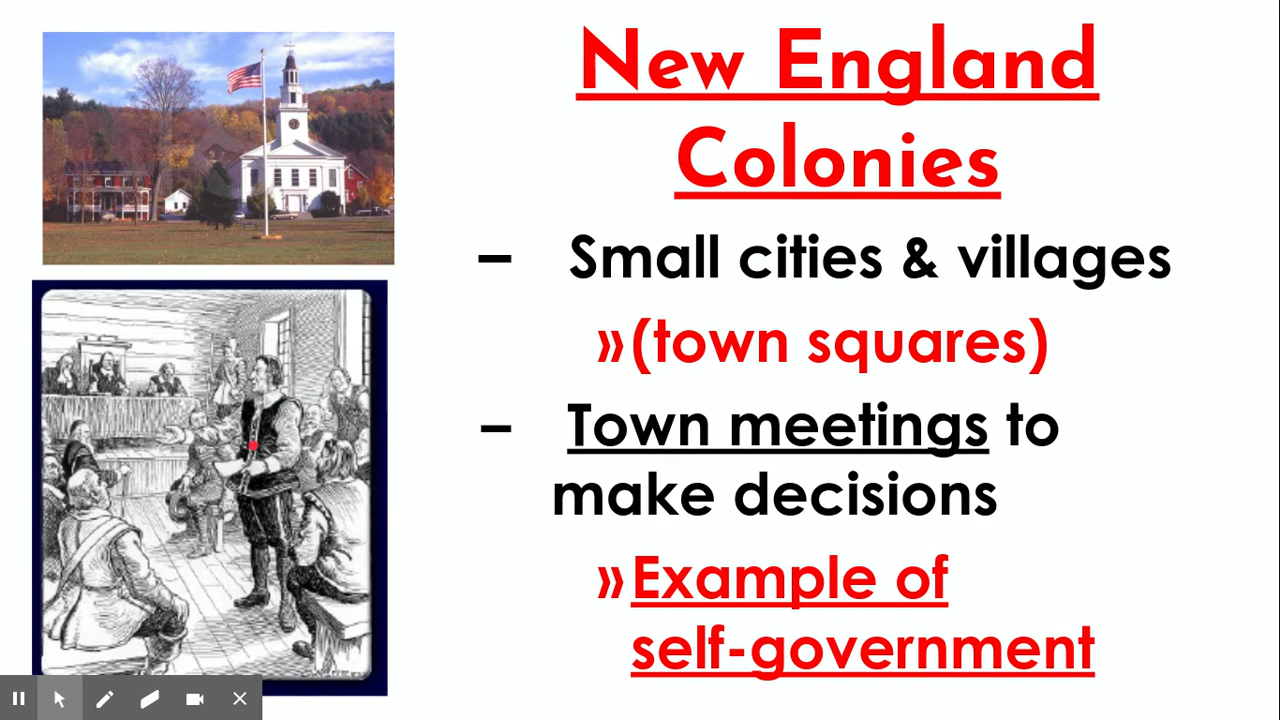 New England
Colonies
– Small cities & villages
»(town squares)
– Town meetings to
make decisions
»Example of
self-government